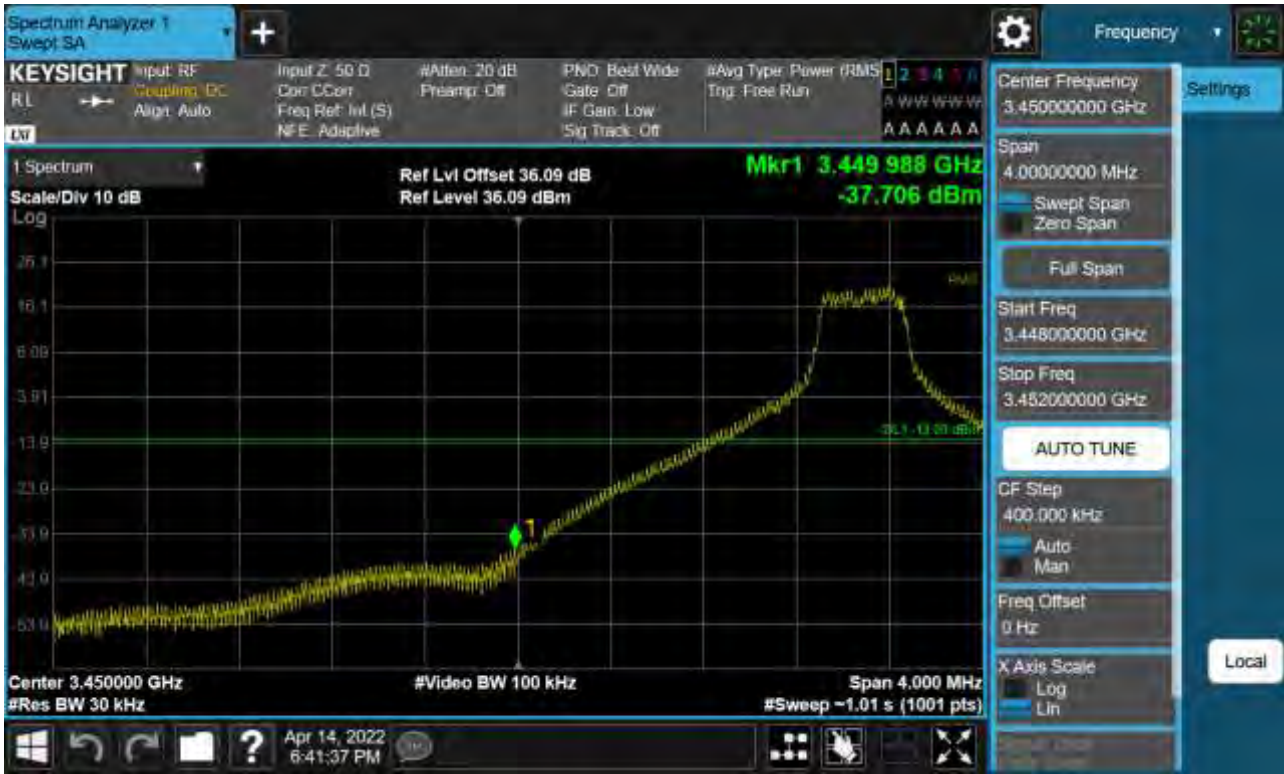 Spectrum Analyzer 1
Swept SA
Frequency
KEYSIGHT
RL
Input: RF
Coupling: DC
Align: Auto
Input Z: 50 Ω
Corr CCorr
Freq Ref: Int (S)
NFE: Adaptive
#Atten: 20 dB
Preamp: Off
PNO: Best Wide
Gate: Off
IF Gain: Low
Sig Track: Off
#Avg Type: Power (RMS
Trig: Free Run
1 2 3 4 5 6
A W W W W W
A A A A A A
LXI
1 Spectrum
Scale/Div 10 dB
Log
Ref Lvl Offset 36.09 dB
Ref Level 36.09 dBm
Mkr1 3.449 988 GHz
-37.706 dBm
26.1
16.1
6.09
-3.91
-13.9
-23.9
-33.9
-43.9
-53.9
RMS
DL1 -13.00 dBm
1
Center 3.450000 GHz
#Res BW 30 kHz
#Video BW 100 kHz
Span 4.000 MHz
#Sweep ~1.01 s (1001 pts)
Apr 14, 2022
6:41:37 PM
Center Frequency
3.450000000 GHz
Span
4.00000000 MHz
Swept Span
Zero Span
Full Span
Start Freq
3.448000000 GHz
Stop Freq
3.452000000 GHz
AUTO TUNE
CF Step
400.000 kHz
Auto
Man
Freq Offset
0 Hz
X Axis Scale
Log
Lin
Settings
Local